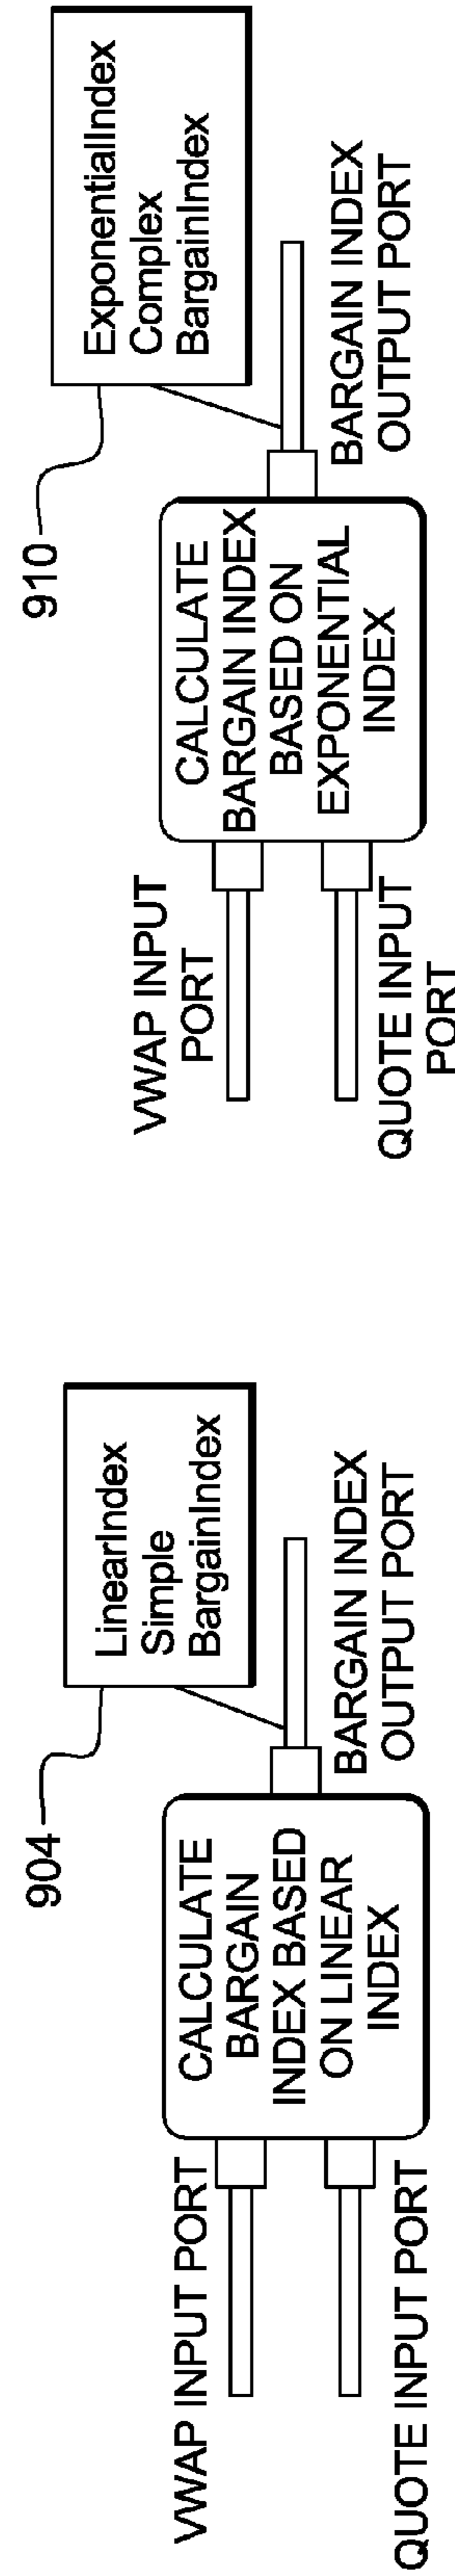 904
LinearIndex
Simple
BargainIndex
VWAP INPUT PORT
CALCULATE
BARGAIN
INDEX BASED
ON LINEAR
INDEX
QUOTE INPUT PORT
BARGAIN INDEX
OUTPUT PORT
910
ExponentialIndex
Complex
BargainIndex
VWAP INPUT
PORT
CALCULATE
BARGAIN INDEX
BASED ON
EXPONENTIAL
INDEX
QUOTE INPUT
PORT
BARGAIN INDEX
OUTPUT PORT